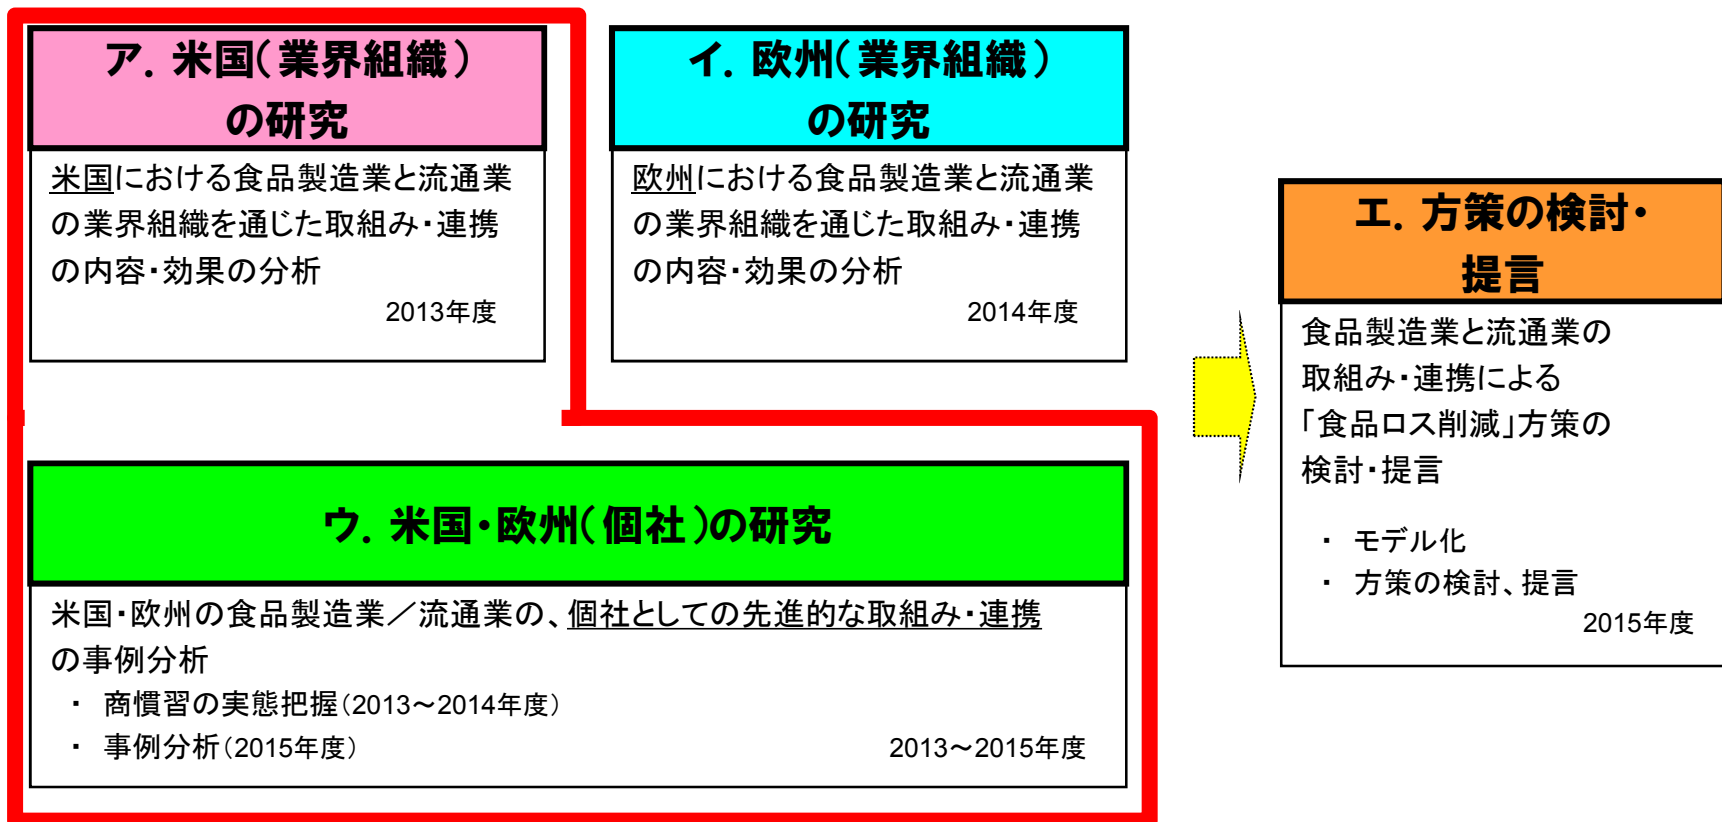 ア. 米国(業界組織)
の研究
米国における食品製造業と流通業
の業界組織を通じた取組み・連携
の内容・効果の分析
2013年度
イ. 欧州(業界組織)
の研究
欧州における食品製造業と流通業
の業界組織を通じた取組み・連携
の内容・効果の分析
2014年度
ウ. 米国・欧州(個社)の研究
米国・欧州の食品製造業／流通業の、個社としての先進的な取組み・連携
の事例分析
・ 商慣習の実態把握(2013～2014年度)
・ 事例分析(2015年度)
2013～2015年度
エ. 方策の検討・
提言
食品製造業と流通業の
取組み・連携による
「食品ロス削減」方策の
検討・提言
・ モデル化
・ 方策の検討、提言
2015年度